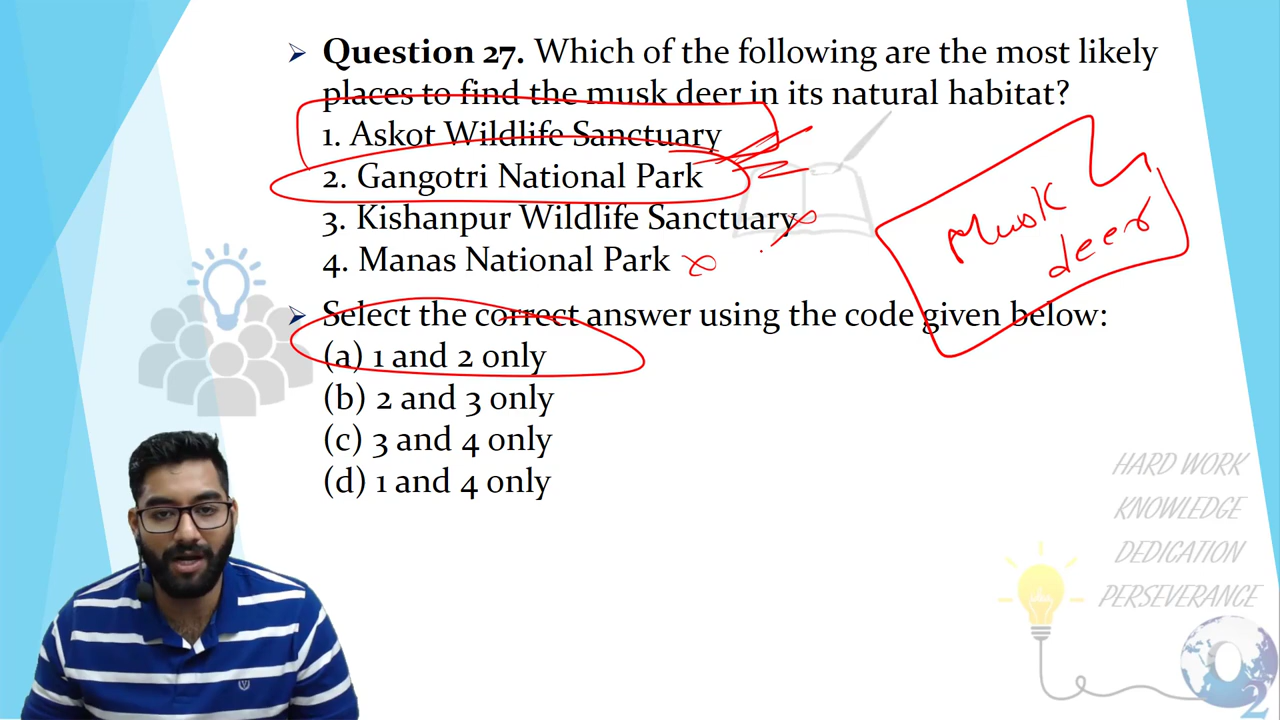 ➢ Question 27. Which of the following are the most likely
places to find the musk deer in its natural habitat?
1. Askot Wildlife Sanctuary
2. Gangotri National Park
3. Kishanpur Wildlife Sanctuary
4. Manas National Park
Musk
deer
➢ Select the correct answer using the code given below:
(a) 1 and 2 only
(b) 2 and 3 only
(c) 3 and 4 only
(d) 1 and 4 only
HARD WORK
KNOWLEDGE
DEDICATION
PERSEVERANCE
O2